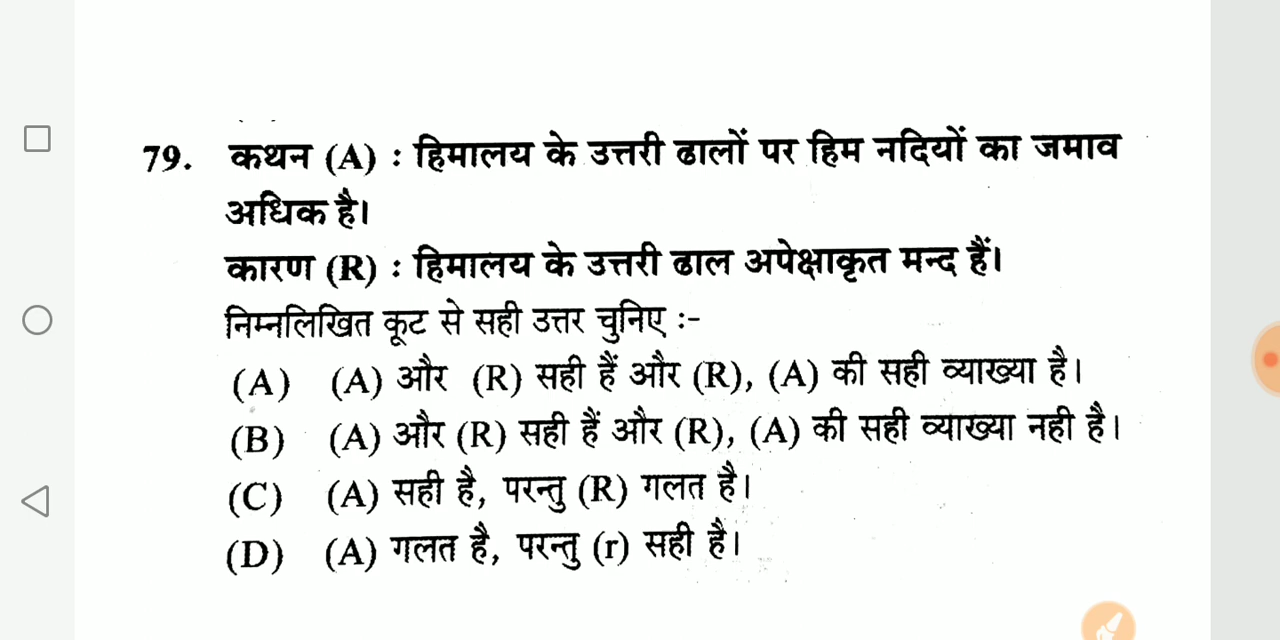 79. कथन (A) : हिमालय के उत्तरी ढालों पर हिम नदियों का जमाव
अधिक है।
कारण (R) : हिमालय के उत्तरी ढाल अपेक्षाकृत मन्द हैं।
निम्नलिखित कूट से सही उत्तर चुनिए :-
(A) (A) और (R) सही हैं और (R), (A) की सही व्याख्या है।
(B) (A) और (R) सही हैं और (R), (A) की सही व्याख्या नही है।
(C) (A) सही है, परन्तु (R) गलत है।
(D) (A) गलत है, परन्तु (r) सही है।